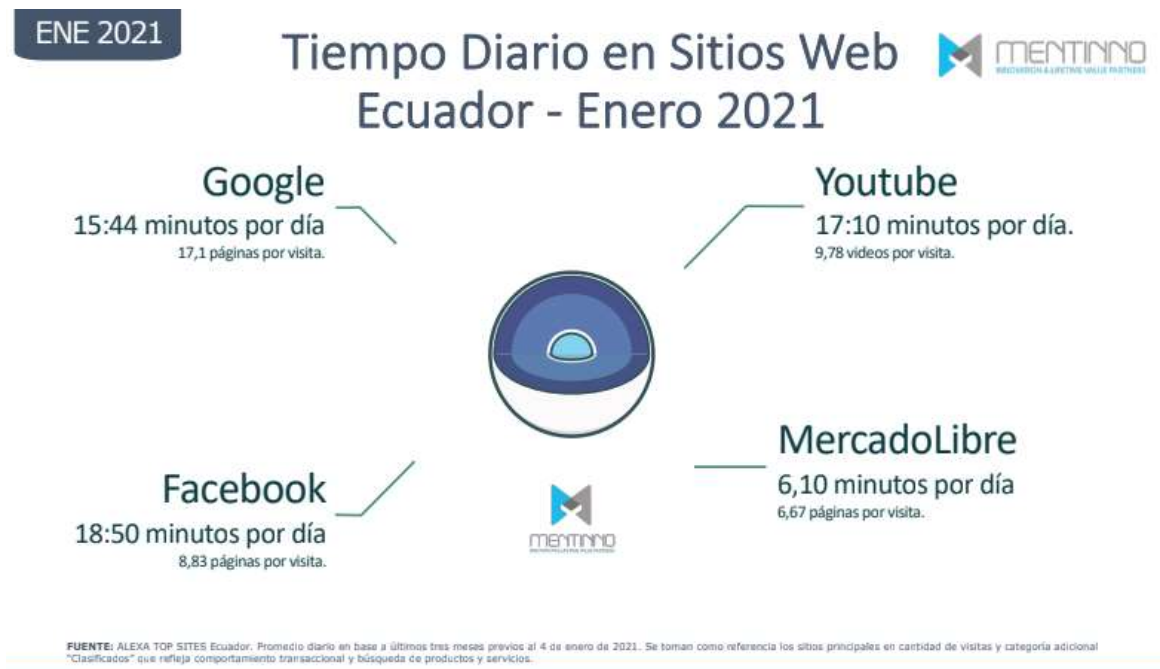 ENE 2021
Tiempo Diario en Sitios Web
Ecuador - Enero 2021
MENTINNO
INNOVATION & LIFETIME VALUE PARTNERS
Google
15:44 minutos por día
17,1 páginas por visita.
Youtube
17:10 minutos por día.
9,78 videos por visita.
Facebook
18:50 minutos por día
8,83 páginas por visita.
MercadoLibre
6,10 minutos por día
6,67 páginas por visita.
MENTINNO
FUENTE: ALEXA TOP SITES Ecuador. Promedio diario en base a últimos tres meses previos al 4 de enero de 2021. Se toman como referencia los sitios principales en cantidad de visitas y categoría adicional
"Clasificados" que refleja comportamiento transaccional y búsqueda de productos y servicios.